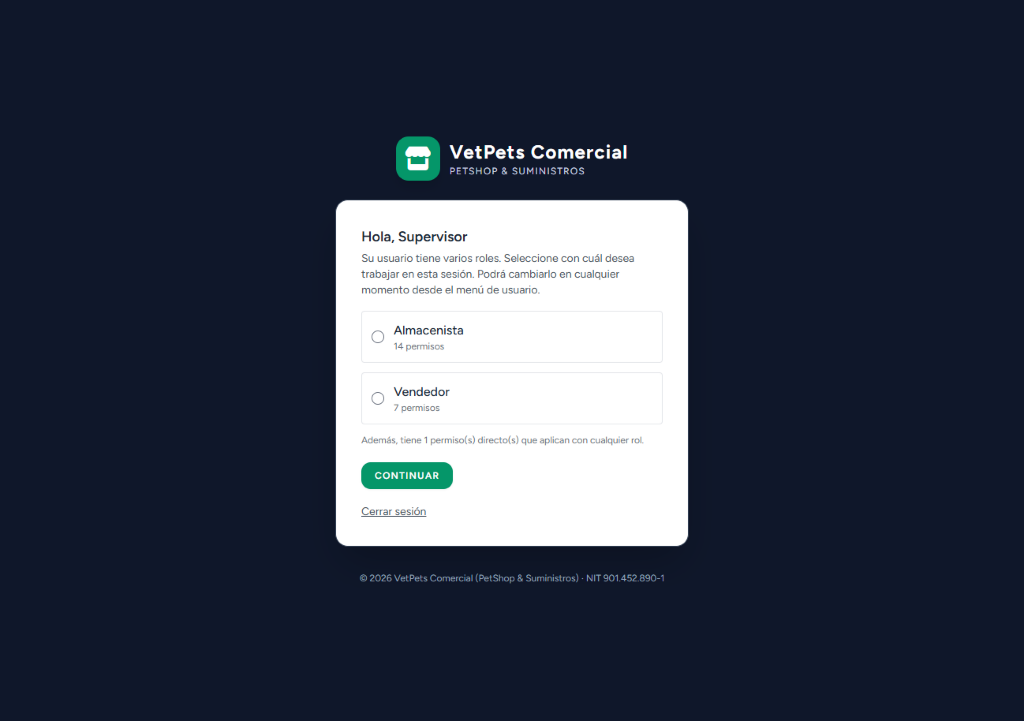 VetPets Comercial
PETSHOP & SUMINISTROS
Hola, Supervisor
Su usuario tiene varios roles. Seleccione con cuál desea
trabajar en esta sesión. Podrá cambiarlo en cualquier
momento desde el menú de usuario.
Almacenista
14 permisos
Vendedor
7 permisos
Además, tiene 1 permiso(s) directo(s) que aplican con cualquier rol.
CONTINUAR
Cerrar sesión
© 2026 VetPets Comercial (PetShop & Suministros) · NIT 901.452.890-1